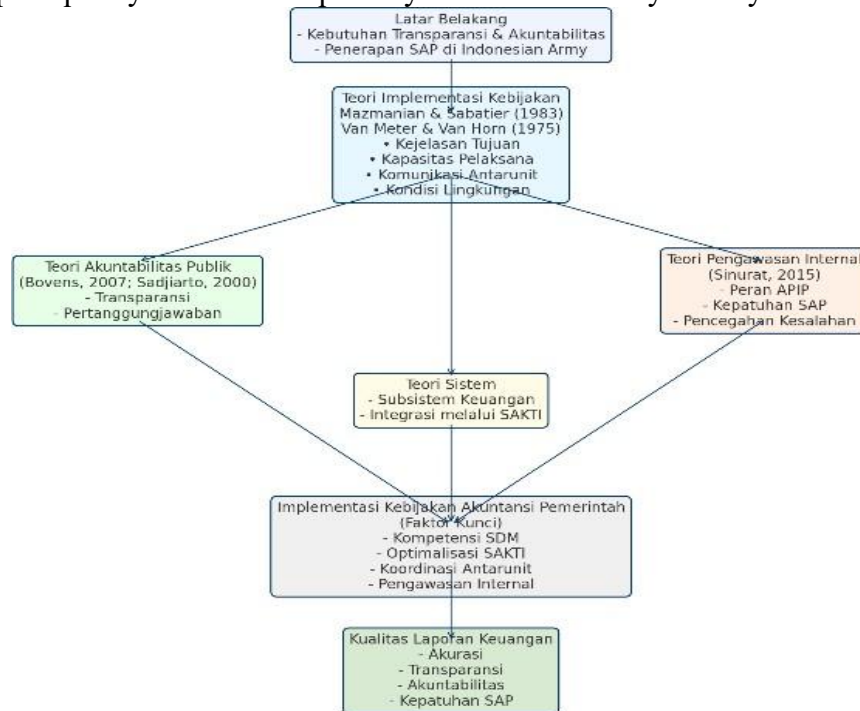 Latar Belakang
- Kebutuhan Transparansi & Akuntabilitas
- Penerapan SAP di Indonesian Army
Teori Implementasi Kebijakan
Mazmanian & Sabatier (1983)
Van Meter & Van Horn (1975)
• Kejelasan Tujuan
• Kapasitas Pelaksana
• Komunikasi Antarunit
• Kondisi Lingkungan
Teori Akuntabilitas Publik
(Bovens, 2007; Sadjiarto, 2000)
- Transparansi
- Pertanggungjawaban
Teori Pengawasan Internal
(Sinurat, 2015)
- Peran APIP
- Kepatuhan SAP
- Pencegahan Kesalahan
Teori Sistem
- Subsistem Keuangan
- Integrasi melalui SAKTI
Implementasi Kebijakan Akuntansi Pemerintah
(Faktor Kunci)
- Kompetensi SDM
- Optimalisasi SAKTI
- Koordinasi Antarunit
- Pengawasan Internal
Kualitas Laporan Keuangan
- Akurasi
- Transparansi
- Akuntabilitas
- Kepatuhan SAP